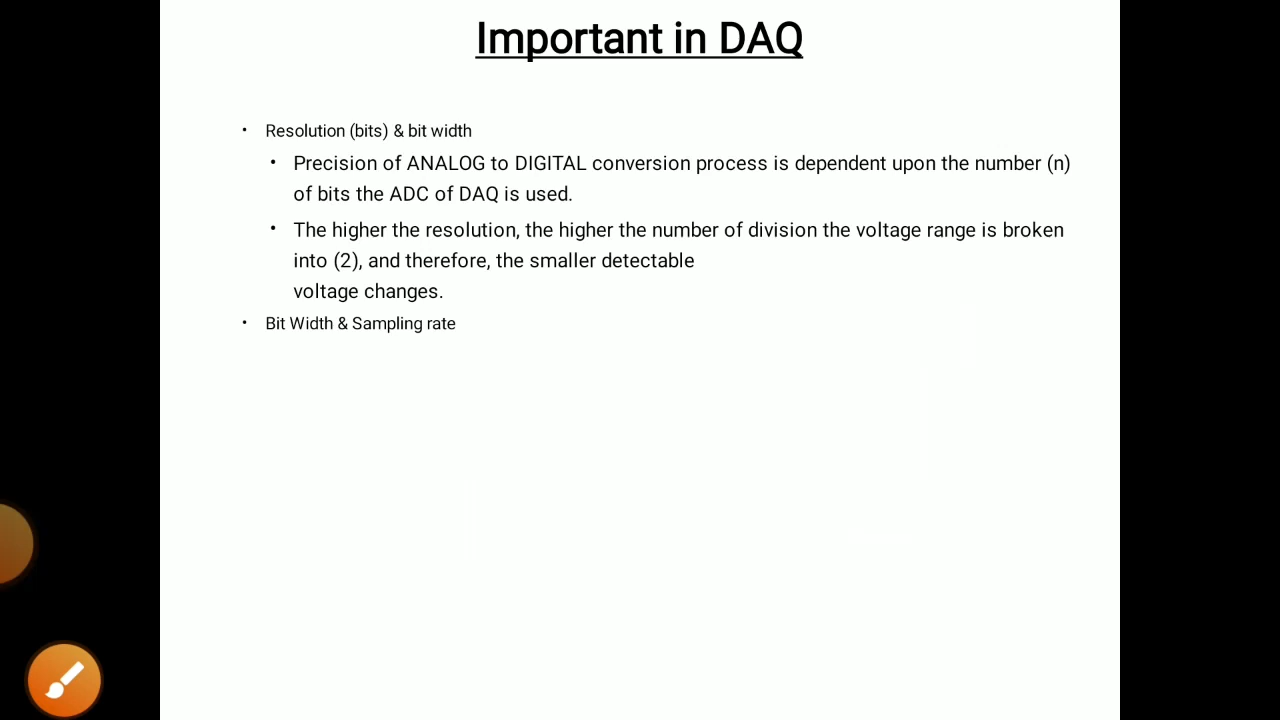 Important in DAQ
• Resolution (bits) & bit width
• Precision of ANALOG to DIGITAL conversion process is dependent upon the number (n)
of bits the ADC of DAQ is used.
• The higher the resolution, the higher the number of division the voltage range is broken
into (2), and therefore, the smaller detectable
voltage changes.
• Bit Width & Sampling rate